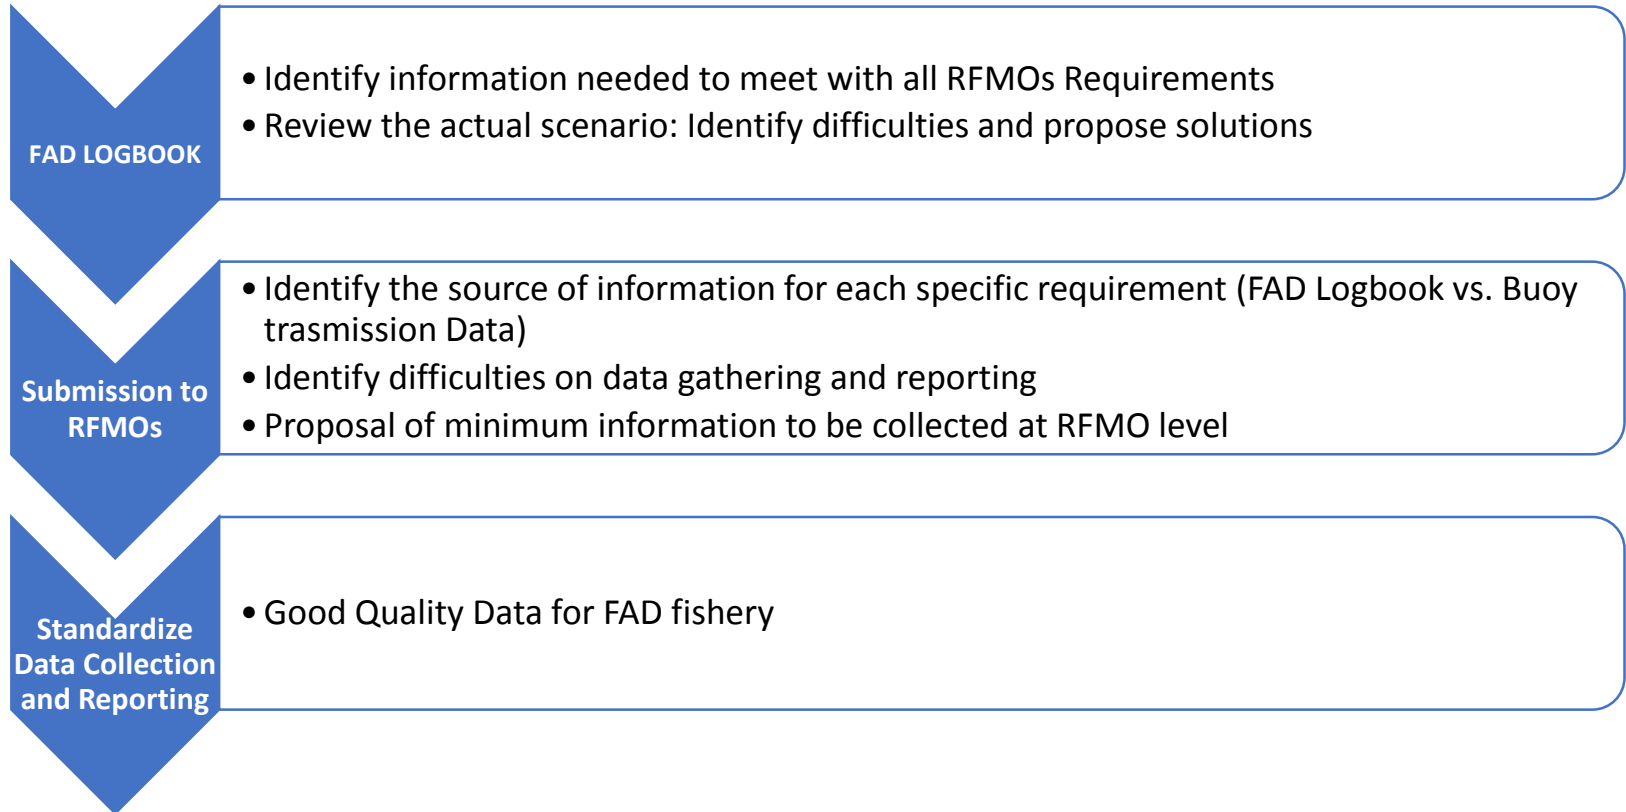 FAD LOGBOOK
• Identify information needed to meet with all RFMOs Requirements
• Review the actual scenario: Identify difficulties and propose solutions
Submission to
RFMOs
• Identify the source of information for each specific requirement (FAD Logbook vs. Buoy
trasmission Data)
• Identify difficulties on data gathering and reporting
• Proposal of minimum information to be collected at RFMO level
Standardize
Data Collection
and Reporting
• Good Quality Data for FAD fishery